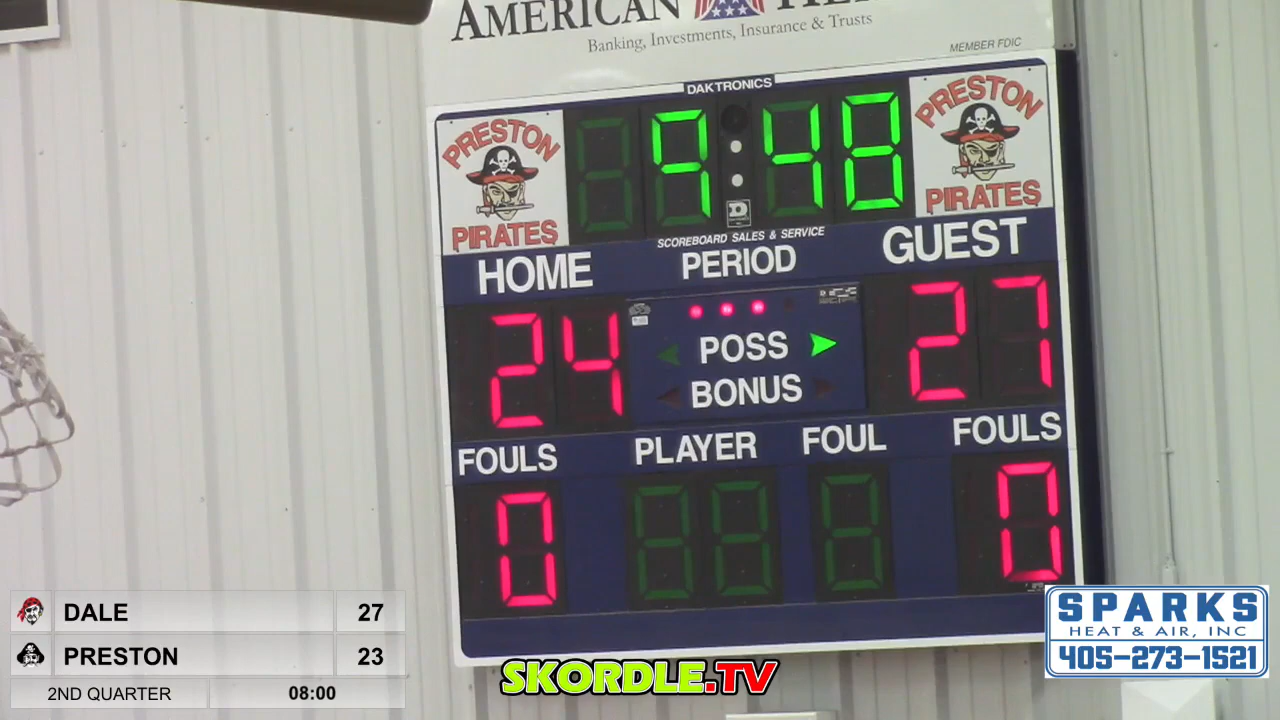 AMERICAN
Banking, Investments, Insurance & Trusts
MEMBER FDIC
DAKTRONICS
PRESTON
PIRATES
9:48
PRESTON
PIRATES
SCOREBOARD SALES & SERVICE
HOME
PERIOD
GUEST
24
POSS
27
BONUS
FOULS
PLAYER
FOUL
FOULS
0
0
DALE 27
PRESTON 23
2ND QUARTER 08:00
SKORDLE.TV
SPARKS
HEAT & AIR, INC
405-273-1521